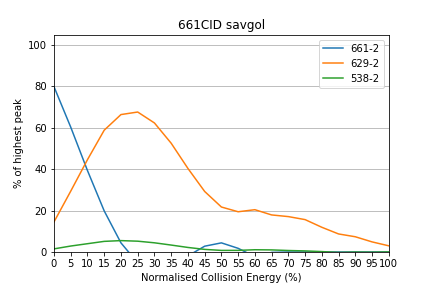 661CID savgol
661-2
629-2
538-2
% of highest peak
100
80
60
40
20
0
0 5 10 15 20 25 30 35 40 45 50 55 60 65 70 75 80 85 90 95 100
Normalised Collision Energy (%)